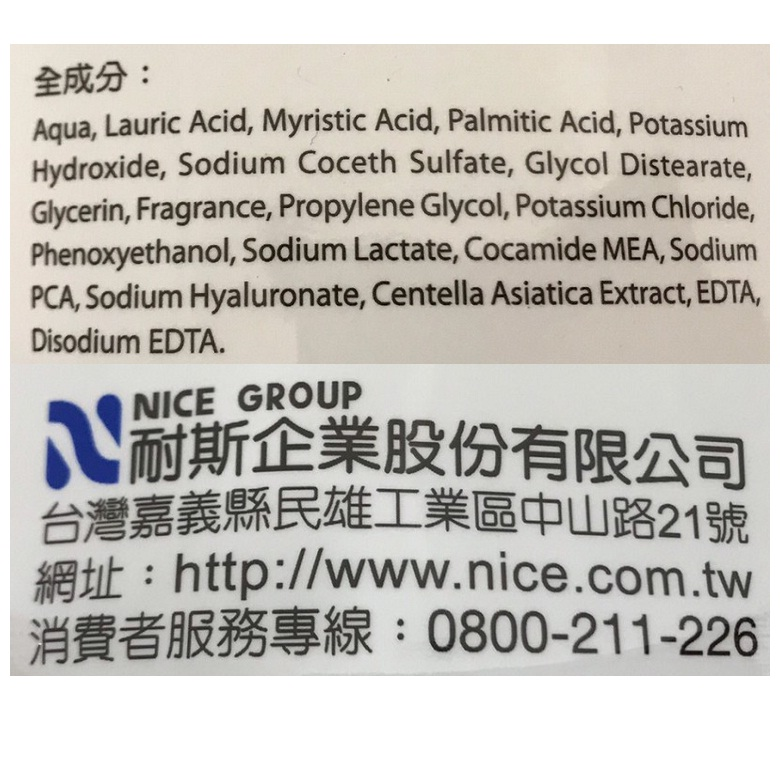 全成分：
Aqua, Lauric Acid, Myristic Acid, Palmitic Acid, Potassium
Hydroxide, Sodium Coceth Sulfate, Glycol Distearate,
Glycerin, Fragrance, Propylene Glycol, Potassium Chloride,
Phenoxyethanol, Sodium Lactate, Cocamide MEA, Sodium
PCA, Sodium Hyaluronate, Centella Asiatica Extract, EDTA,
Disodium EDTA.
NICE GROUP
耐斯企業股份有限公司
台灣嘉義縣民雄工業區中山路21號
網址：http://www.nice.com.tw
消費者服務專線：0800-211-226